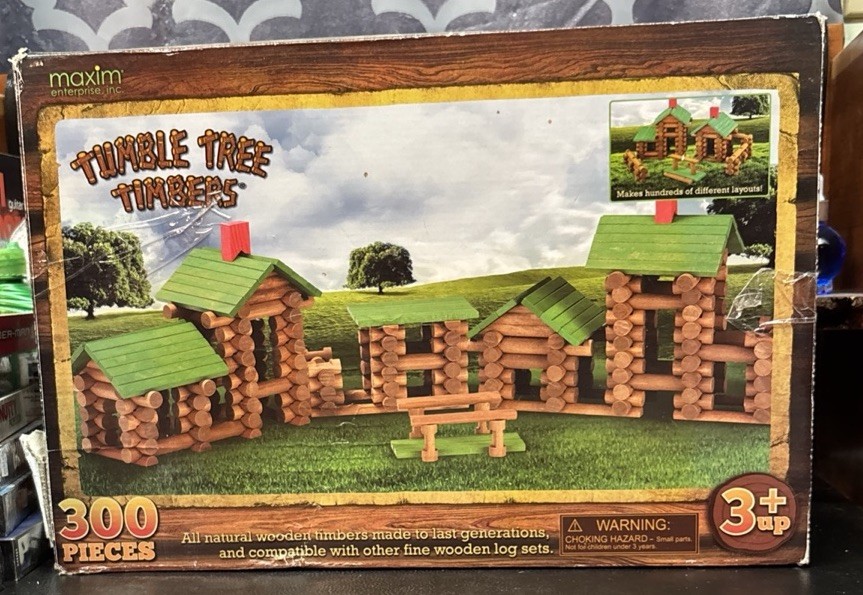 maxim
enterprise, inc.
TUMBLE TREE
TIMBERS
Makes hundreds of different layouts!
300
PIECES
All natural wooden timbers made to last generations,
and compatible with other fine wooden log sets.
⚠ WARNING:
CHOKING HAZARD – Small parts.
Not for children under 3 years.
3+
up
guitar